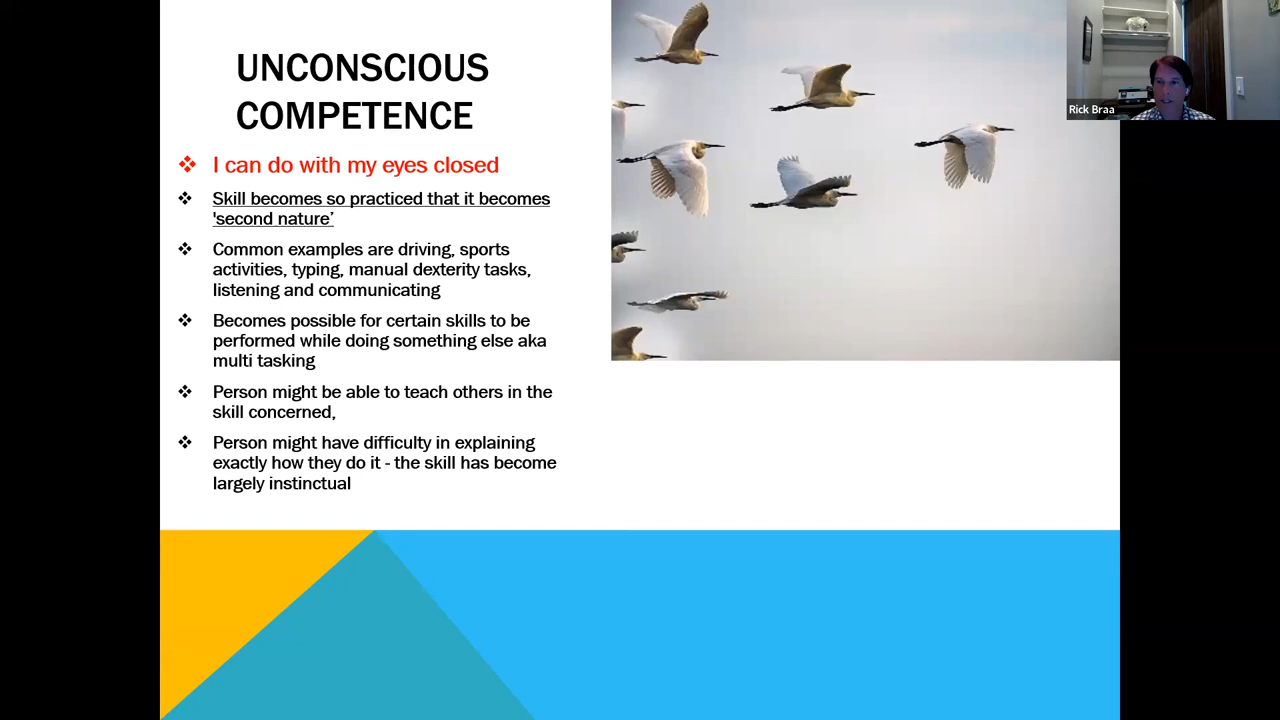 UNCONSCIOUS
COMPETENCE
❖ I can do with my eyes closed
❖ Skill becomes so practiced that it becomes
'second nature’
❖ Common examples are driving, sports
activities, typing, manual dexterity tasks,
listening and communicating
❖ Becomes possible for certain skills to be
performed while doing something else aka
multi tasking
❖ Person might be able to teach others in the
skill concerned,
❖ Person might have difficulty in explaining
exactly how they do it - the skill has become
largely instinctual
Rick Braa